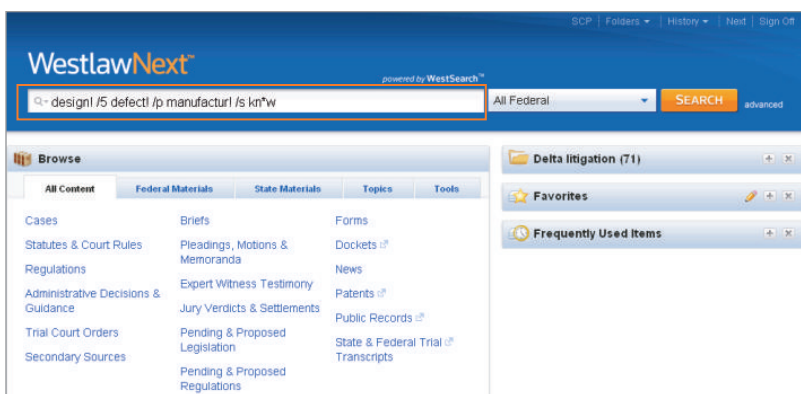 SCP | Folders | History | Next | Sign Off
WestlawNext™
powered by WestSearch™
design! /5 defect! /p manufactur! /s kn*w
All Federal
SEARCH
advanced
Browse
All Content
Federal Materials
State Materials
Topics
Tools
Cases
Statutes & Court Rules
Regulations
Administrative Decisions &
Guidance
Trial Court Orders
Secondary Sources
Briefs
Pleadings, Motions &
Memoranda
Expert Witness Testimony
Jury Verdicts & Settlements
Pending & Proposed
Legislation
Pending & Proposed
Regulations
Forms
Dockets
News
Patents
Public Records
State & Federal Trial
Transcripts
Delta litigation (71)
Favorites
Frequently Used Items